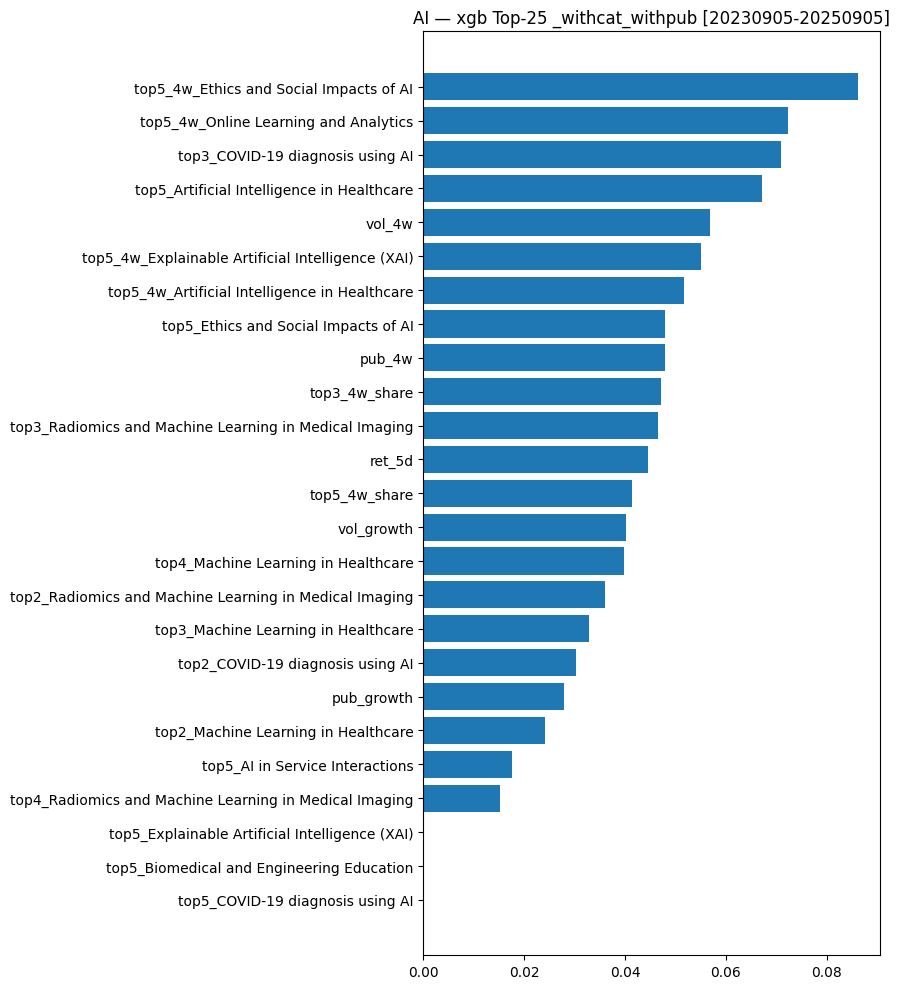 AI — xgb Top-25 _withcat_withpub [20230905-20250905]
top5_4w_Ethics and Social Impacts of AI
top5_4w_Online Learning and Analytics
top3_COVID-19 diagnosis using AI
top5_Artificial Intelligence in Healthcare
vol_4w
top5_4w_Explainable Artificial Intelligence (XAI)
top5_4w_Artificial Intelligence in Healthcare
top5_Ethics and Social Impacts of AI
pub_4w
top3_4w_share
top3_Radiomics and Machine Learning in Medical Imaging
ret_5d
top5_4w_share
vol_growth
top4_Machine Learning in Healthcare
top2_Radiomics and Machine Learning in Medical Imaging
top3_Machine Learning in Healthcare
top2_COVID-19 diagnosis using AI
pub_growth
top2_Machine Learning in Healthcare
top5_AI in Service Interactions
top4_Radiomics and Machine Learning in Medical Imaging
top5_Explainable Artificial Intelligence (XAI)
top5_Biomedical and Engineering Education
top5_COVID-19 diagnosis using AI
0.00 0.02 0.04 0.06 0.08